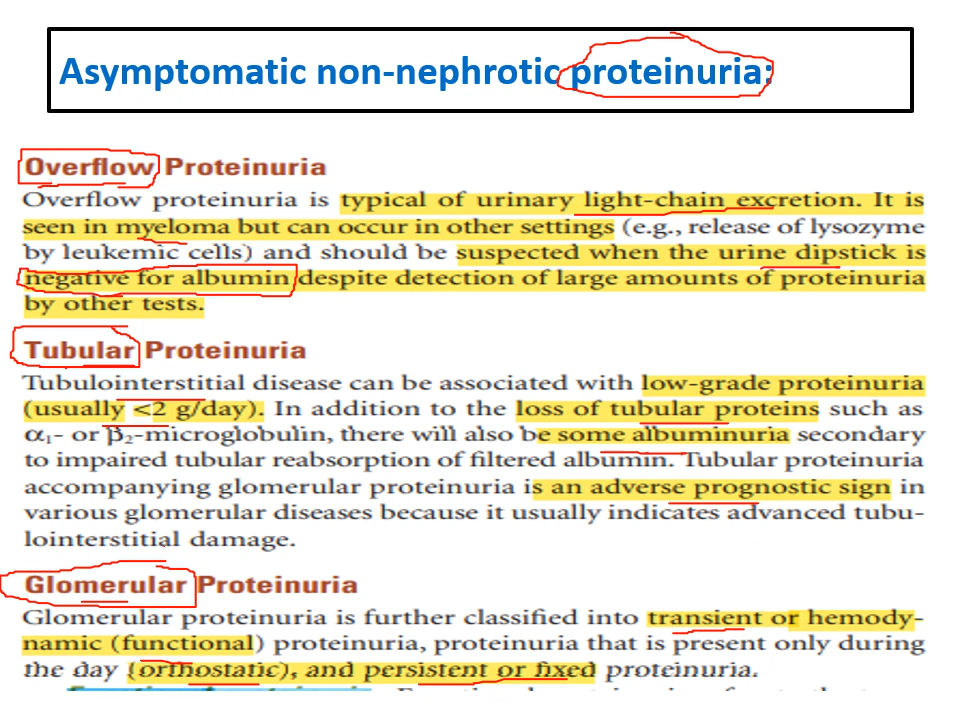 Asymptomatic non-nephrotic proteinuria:
Overflow Proteinuria
Overflow proteinuria is typical of urinary light-chain excretion. It is
seen in myeloma but can occur in other settings (e.g., release of lysozyme
by leukemic cells) and should be suspected when the urine dipstick is
negative for albumin despite detection of large amounts of proteinuria
by other tests.
Tubular Proteinuria
Tubulointerstitial disease can be associated with low-grade proteinuria
(usually <2 g/day). In addition to the loss of tubular proteins such as
α₁- or β₂-microglobulin, there will also be some albuminuria secondary
to impaired tubular reabsorption of filtered albumin. Tubular proteinuria
accompanying glomerular proteinuria is an adverse prognostic sign in
various glomerular diseases because it usually indicates advanced tubu-
lointerstitial damage.
Glomerular Proteinuria
Glomerular proteinuria is further classified into transient or hemody-
namic (functional) proteinuria, proteinuria that is present only during
the day (orthostatic), and persistent or fixed proteinuria.